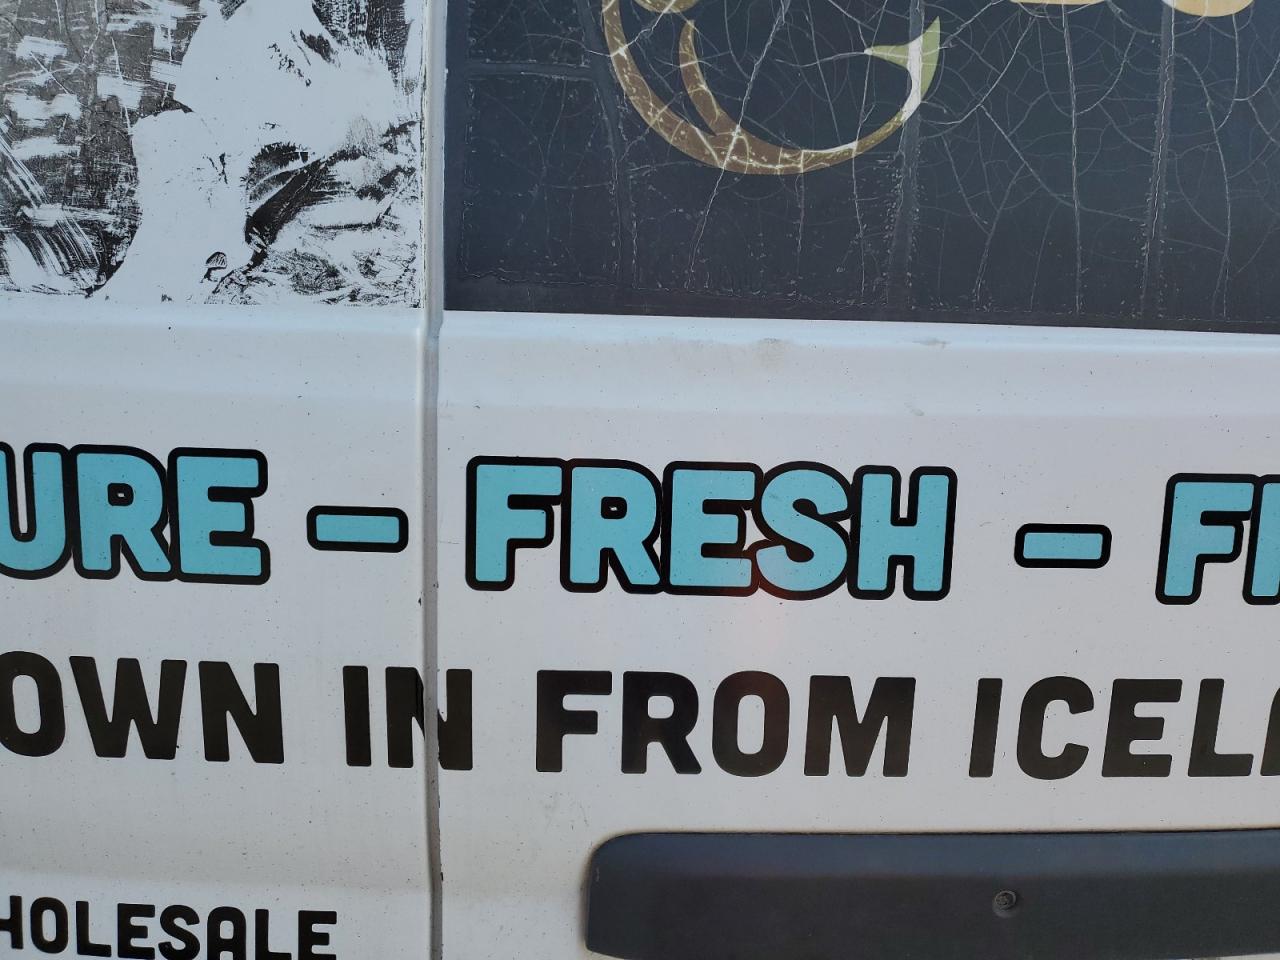 URE - FRESH - F
OWN IN FROM ICEL
HOLESALE